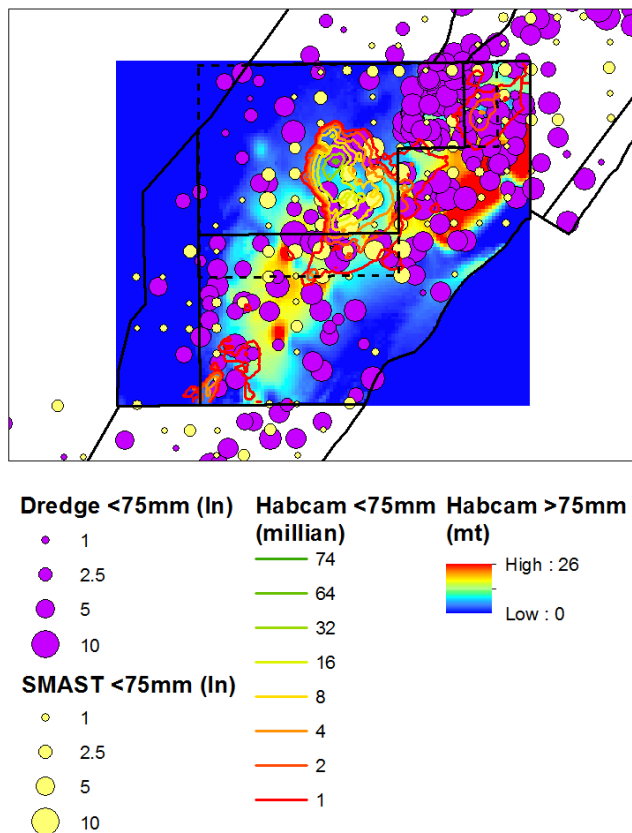 Dredge <75mm (ln)
1
2.5
5
10
SMAST <75mm (ln)
1
2.5
5
10
Habcam <75mm
(millian)
74
64
32
16
8
4
2
1
Habcam >75mm
(mt)
High : 26
Low : 0